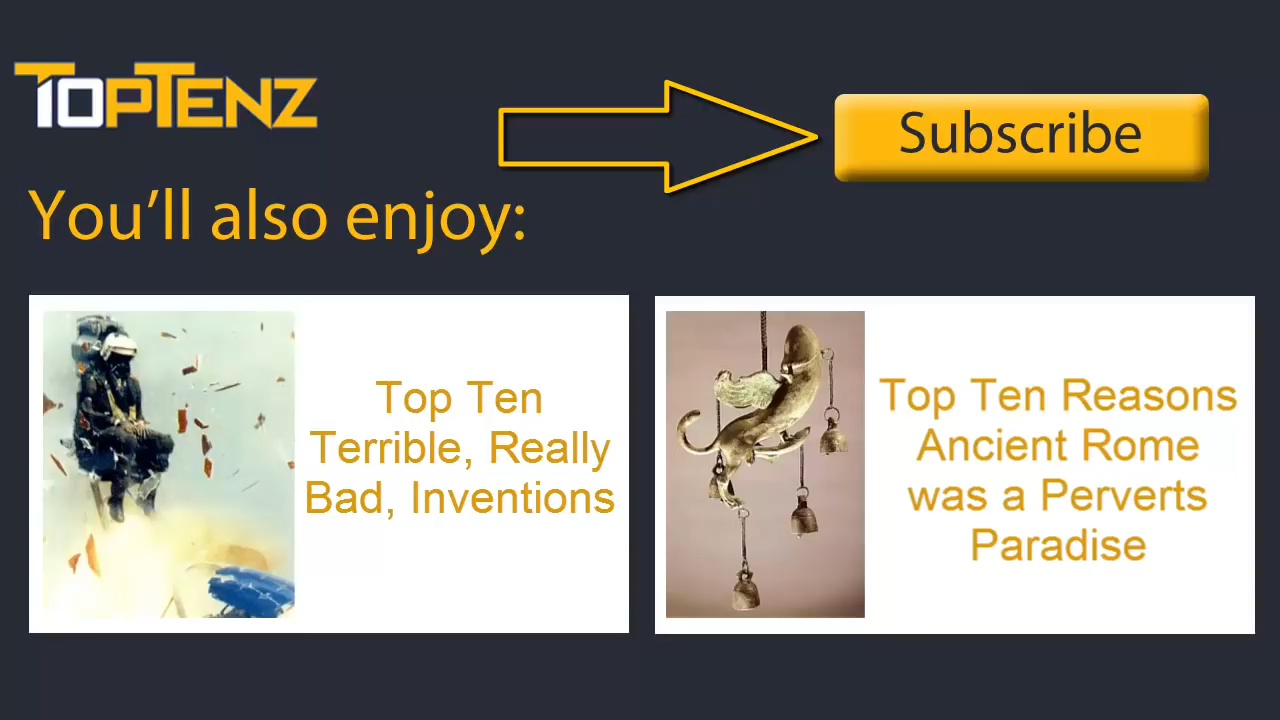 TOPTENZ
Subscribe
You'll also enjoy:
Top Ten
Terrible, Really
Bad, Inventions
Top Ten Reasons
Ancient Rome
was a Perverts
Paradise